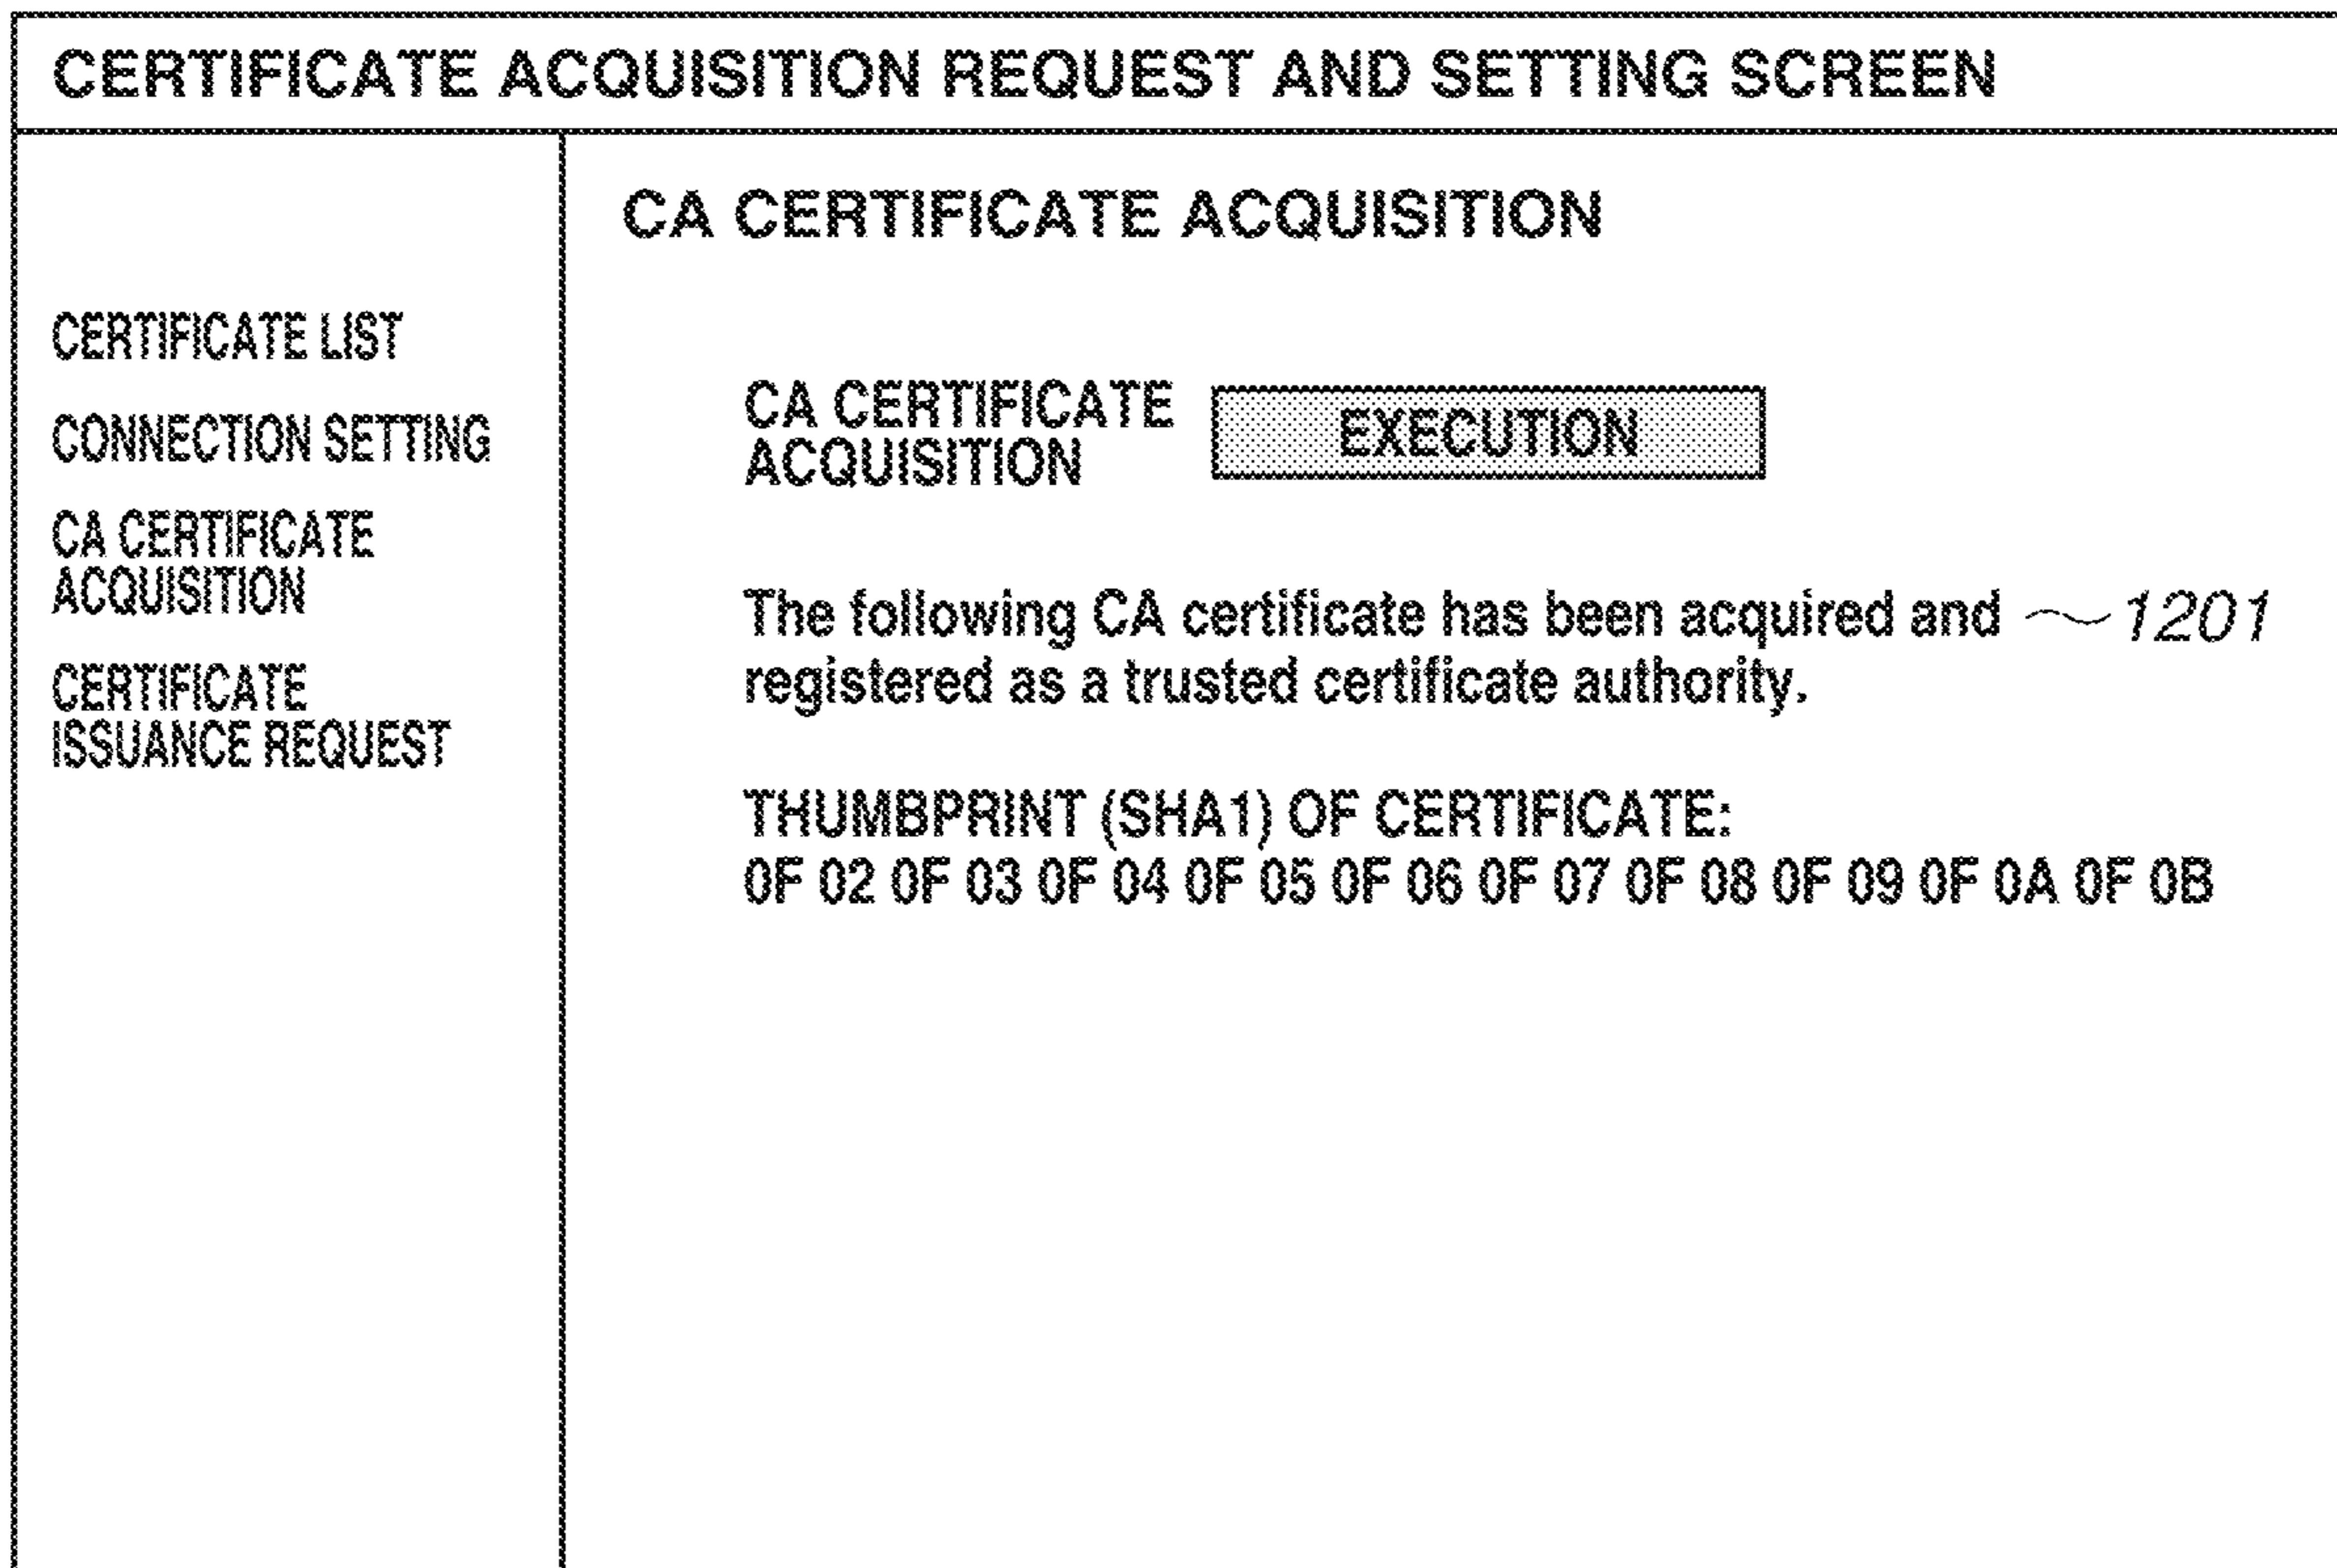 CERTIFICATE ACQUISITION REQUEST AND SETTING SCREEN
CERTIFICATE LIST
CONNECTION SETTING
CA CERTIFICATE
ACQUISITION
CERTIFICATE
ISSUANCE REQUEST
CA CERTIFICATE ACQUISITION
CA CERTIFICATE
ACQUISITION
EXECUTION
The following CA certificate has been acquired and 1201
registered as a trusted certificate authority.
THUMBPRINT (SHA1) OF CERTIFICATE:
0F 02 0F 03 0F 04 0F 05 0F 06 0F 07 0F 08 0F 09 0F 0A 0F 0B